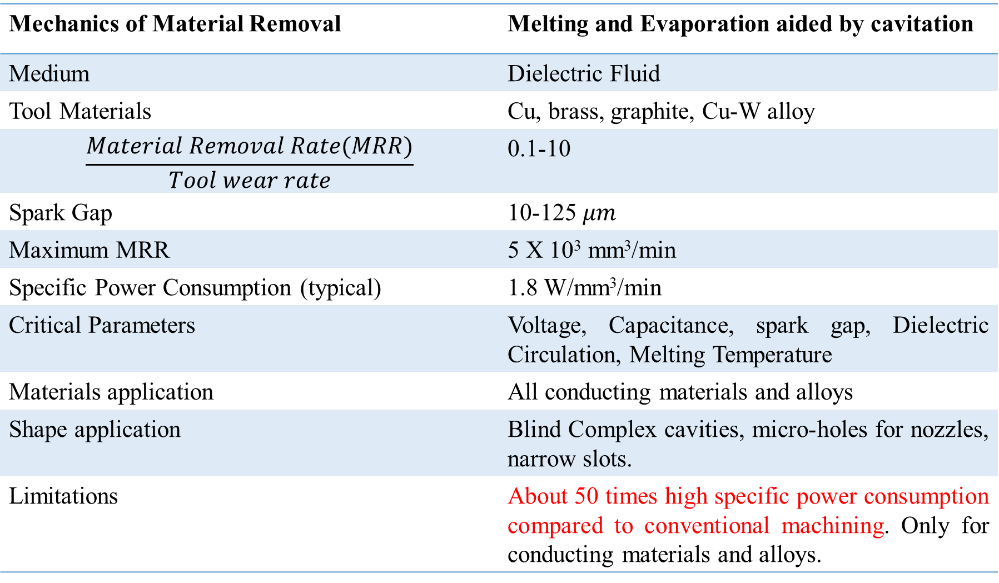 Mechanics of Material Removal
Melting and Evaporation aided by cavitation
Medium
Dielectric Fluid
Tool Materials
Cu, brass, graphite, Cu-W alloy
Material Removal Rate(MRR)
Tool wear rate
0.1-10
Spark Gap
10-125 μm
Maximum MRR
5 X 10³ mm³/min
Specific Power Consumption (typical)
1.8 W/mm³/min
Critical Parameters
Voltage, Capacitance, spark gap, Dielectric
Circulation, Melting Temperature
Materials application
All conducting materials and alloys
Shape application
Blind Complex cavities, micro-holes for nozzles,
narrow slots.
Limitations
About 50 times high specific power consumption
compared to conventional machining. Only for
conducting materials and alloys.